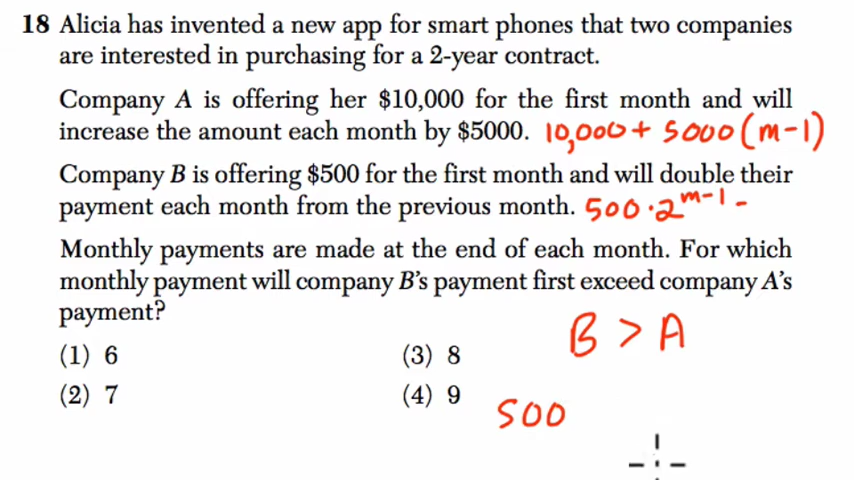 18 Alicia has invented a new app for smart phones that two companies
are interested in purchasing for a 2-year contract.
Company A is offering her $10,000 for the first month and will
increase the amount each month by $5000. 10,000 + 5000(m-1)
Company B is offering $500 for the first month and will double their
payment each month from the previous month. 500·2^m-1 -
Monthly payments are made at the end of each month. For which
monthly payment will company B's payment first exceed company A's
payment?
B > A
(1) 6 (3) 8
(2) 7 (4) 9
500